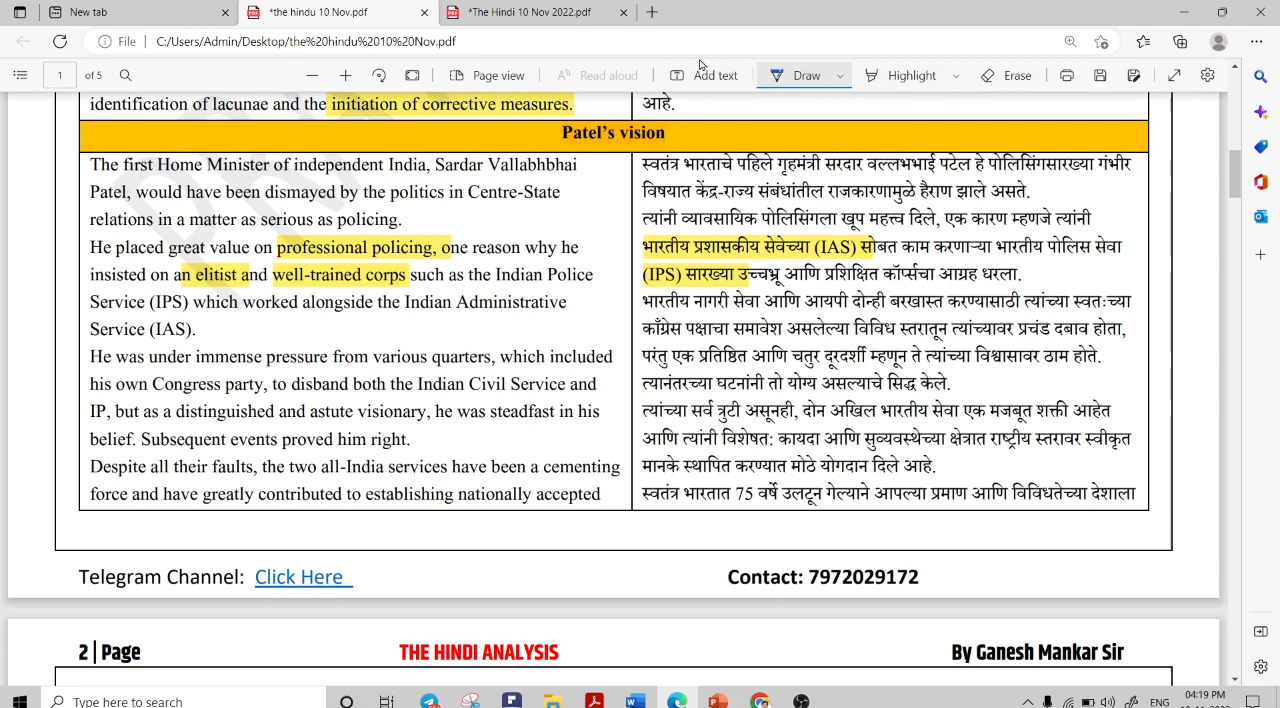 New tab
*the hindu 10 Nov.pdf
*The Hindi 10 Nov 2022.pdf
File
C:/Users/Admin/Desktop/the%20hindu%2010%20Nov.pdf
1 of 5
Page view
Read aloud
Add text
Draw
Highlight
Erase
identification of lacunae and the initiation of corrective measures.
आहे.
Patel's vision
The first Home Minister of independent India, Sardar Vallabhbhai
Patel, would have been dismayed by the politics in Centre-State
relations in a matter as serious as policing.
He placed great value on professional policing, one reason why he
insisted on an elitist and well-trained corps such as the Indian Police
Service (IPS) which worked alongside the Indian Administrative
Service (IAS).
He was under immense pressure from various quarters, which included
his own Congress party, to disband both the Indian Civil Service and
IP, but as a distinguished and astute visionary, he was steadfast in his
belief. Subsequent events proved him right.
Despite all their faults, the two all-India services have been a cementing
force and have greatly contributed to establishing nationally accepted
स्वतंत्र भारताचे पहिले गृहमंत्री सरदार वल्लभभाई पटेल हे पोलिसिंगसारख्या गंभीर
विषयात केंद्र-राज्य संबंधांतील राजकारणामुळे हैराण झाले असते.
त्यांनी व्यावसायिक पोलिसिंगला खूप महत्त्व दिले, एक कारण म्हणजे त्यांनी
भारतीय प्रशासकीय सेवेच्या (IAS) सोबत काम करणाऱ्या भारतीय पोलिस सेवा
(IPS) सारख्या उच्चभ्रू आणि प्रशिक्षित कॉर्प्सचा आग्रह धरला.
भारतीय नागरी सेवा आणि आयपी दोन्ही बरखास्त करण्यासाठी त्यांच्या स्वतःच्या
काँग्रेस पक्षाचा समावेश असलेल्या विविध स्तरातून त्यांच्यावर प्रचंड दबाव होता,
परंतु एक प्रतिष्ठित आणि चतुर दूरदर्शी म्हणून ते त्यांच्या विश्वासावर ठाम होते.
त्यानंतरच्या घटनांनी तो योग्य असल्याचे सिद्ध केले.
त्यांच्या सर्व त्रुटी असूनही, दोन अखिल भारतीय सेवा एक मजबूत शक्ती आहेत
आणि त्यांनी विशेषत: कायदा आणि सुव्यवस्थेच्या क्षेत्रात राष्ट्रीय स्तरावर स्वीकृत
मानके स्थापित करण्यात मोठे योगदान दिले आहे.
स्वतंत्र भारतात 75 वर्षे उलटून गेल्याने आपल्या प्रमाण आणि विविधतेच्या देशाला
Telegram Channel: Click Here
Contact: 7972029172
2 | Page
THE HINDI ANALYSIS
By Ganesh Mankar Sir
Type here to search
ENG
04:19 PM